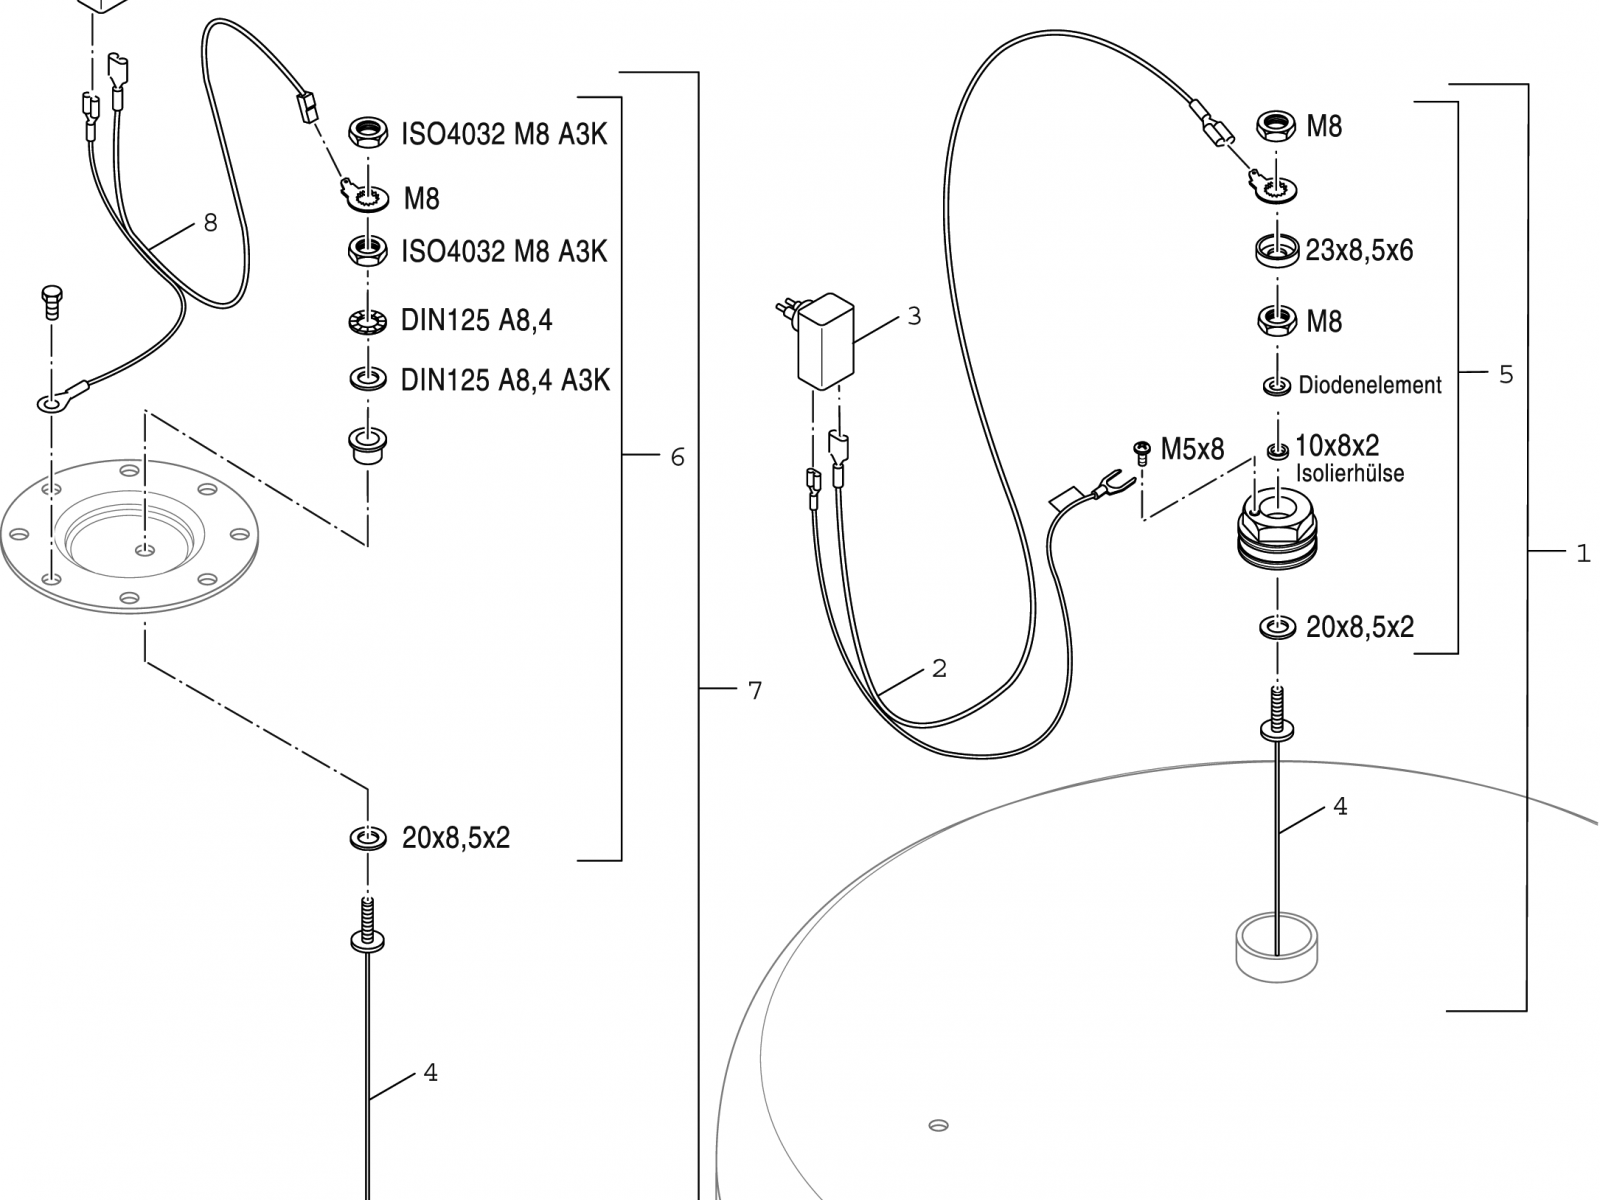 ISO4032 M8 A3K
M8
8
ISO4032 M8 A3K
DIN125 A8,4
DIN125 A8,4 A3K
6
7
20x8,5x2
4
M8
23x8,5x6
3
M8
5
Diodenelement
M5x8
10x8x2
Isolierhülse
1
20x8,5x2
2
4